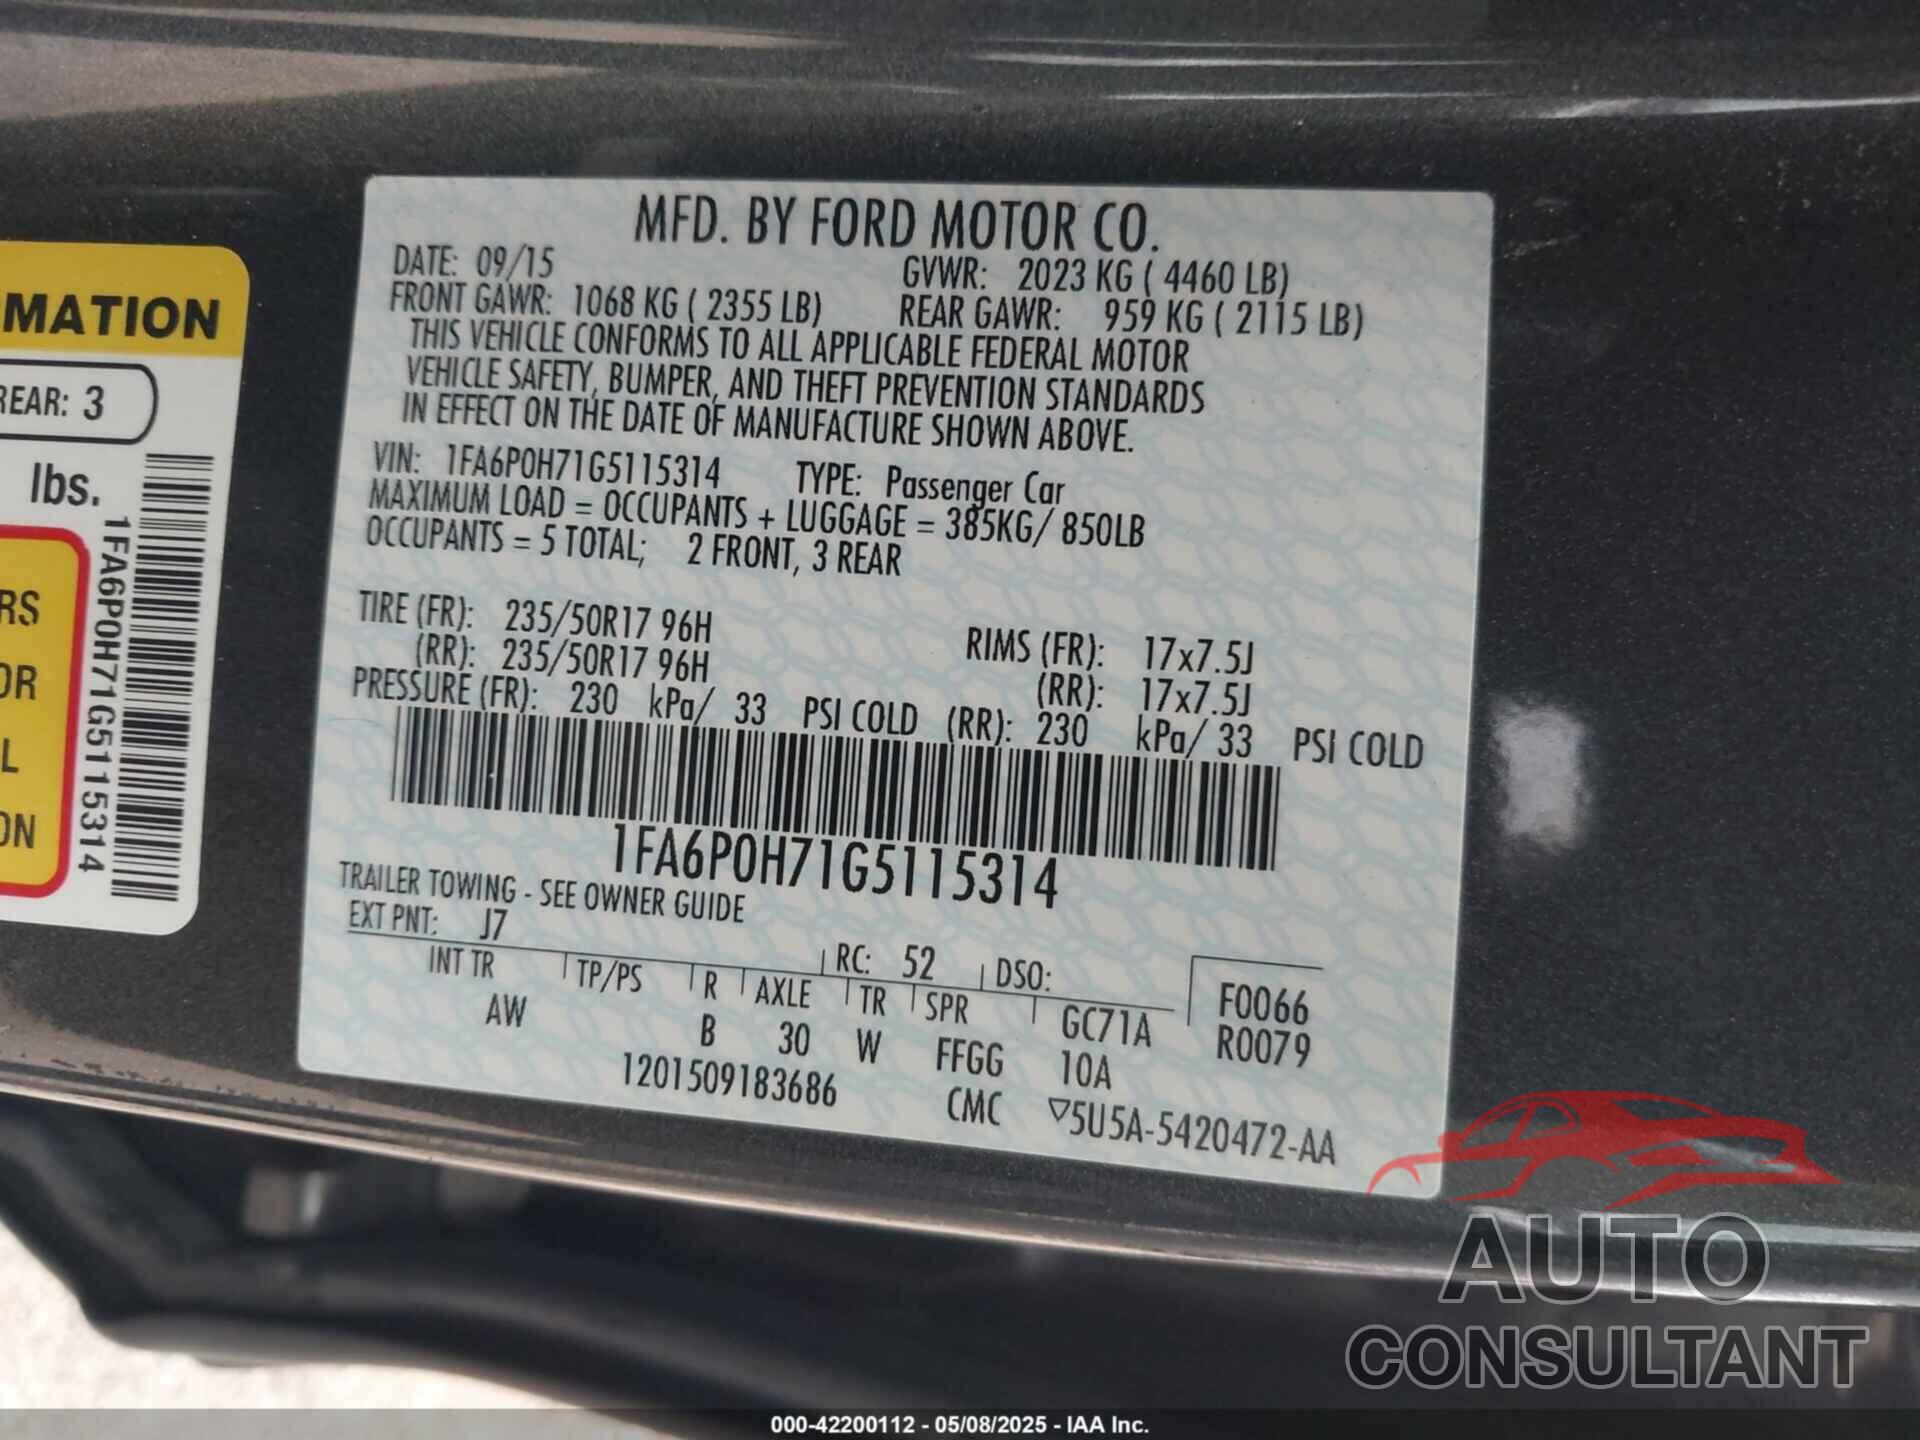 RMATION
REAR: 3
lbs.
RS
OR
L
ON
1FA6P0H71G5115314
MFD. BY FORD MOTOR CO.
DATE: 09/15 GVWR: 2023 KG ( 4460 LB)
FRONT GAWR: 1068 KG ( 2355 LB) REAR GAWR: 959 KG ( 2115 LB)
THIS VEHICLE CONFORMS TO ALL APPLICABLE FEDERAL MOTOR
VEHICLE SAFETY, BUMPER, AND THEFT PREVENTION STANDARDS
IN EFFECT ON THE DATE OF MANUFACTURE SHOWN ABOVE.
VIN: 1FA6P0H71G5115314 TYPE: Passenger Car
MAXIMUM LOAD = OCCUPANTS + LUGGAGE = 385KG/ 850LB
OCCUPANTS = 5 TOTAL; 2 FRONT, 3 REAR
TIRE (FR): 235/50R17 96H RIMS (FR): 17x7.5J
(RR): 235/50R17 96H (RR): 17x7.5J
PRESSURE (FR): 230 kPa/ 33 PSI COLD (RR): 230 kPa/ 33 PSI COLD
1FA6P0H71G5115314
TRAILER TOWING - SEE OWNER GUIDE
EXT PNT: J7 RC: 52 DSO:
INT TR TP/PS R AXLE TR SPR GC71A F0066
AW B 30 W FFGG 10A R0079
1201509183686 CMC ▽5U5A-5420472-AA
AUTO
CONSULTANT
000-42200112 - 05/08/2025 - IAA Inc.